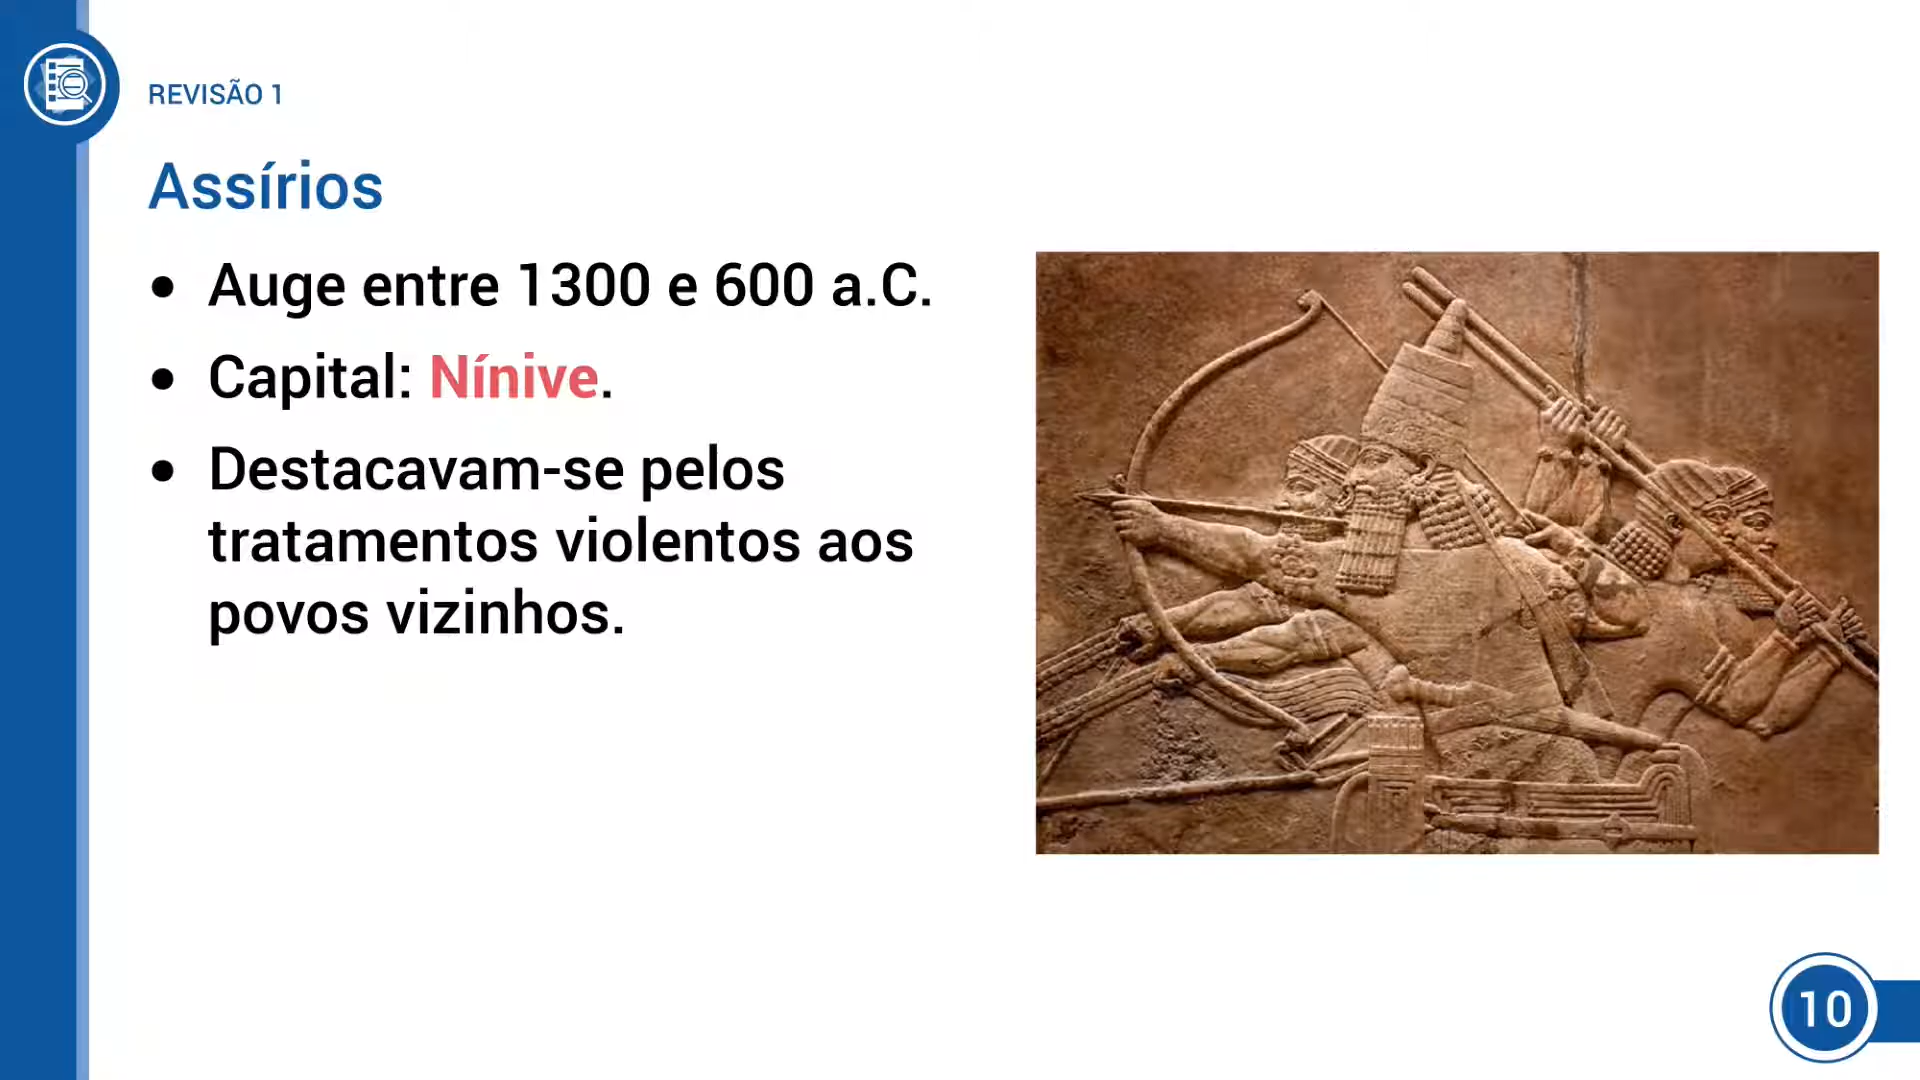 REVISÃO 1
Assírios
• Auge entre 1300 e 600 a.C.
• Capital: Nínive.
• Destacavam-se pelos
tratamentos violentos aos
povos vizinhos.
10